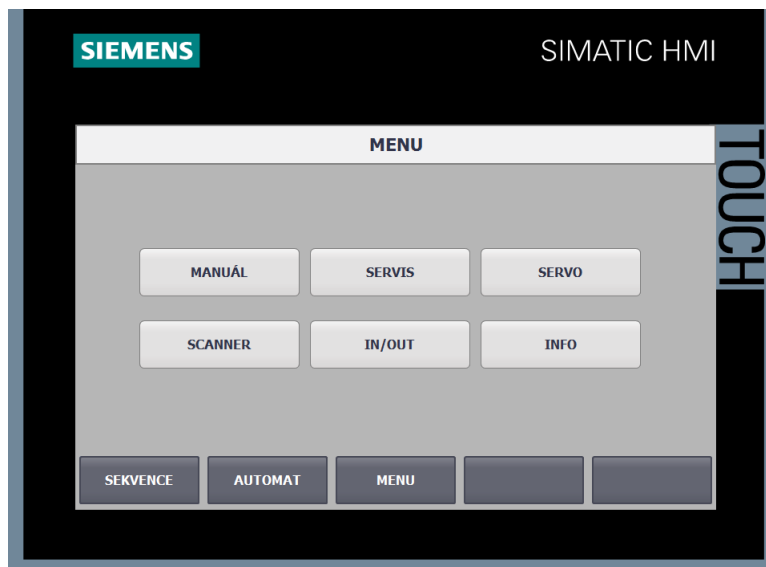 SIEMENS SIMATIC HMI
MENU
TOUCH
MANUÁL SERVIS SERVO
SCANNER IN/OUT INFO
SEKVENCE AUTOMAT MENU